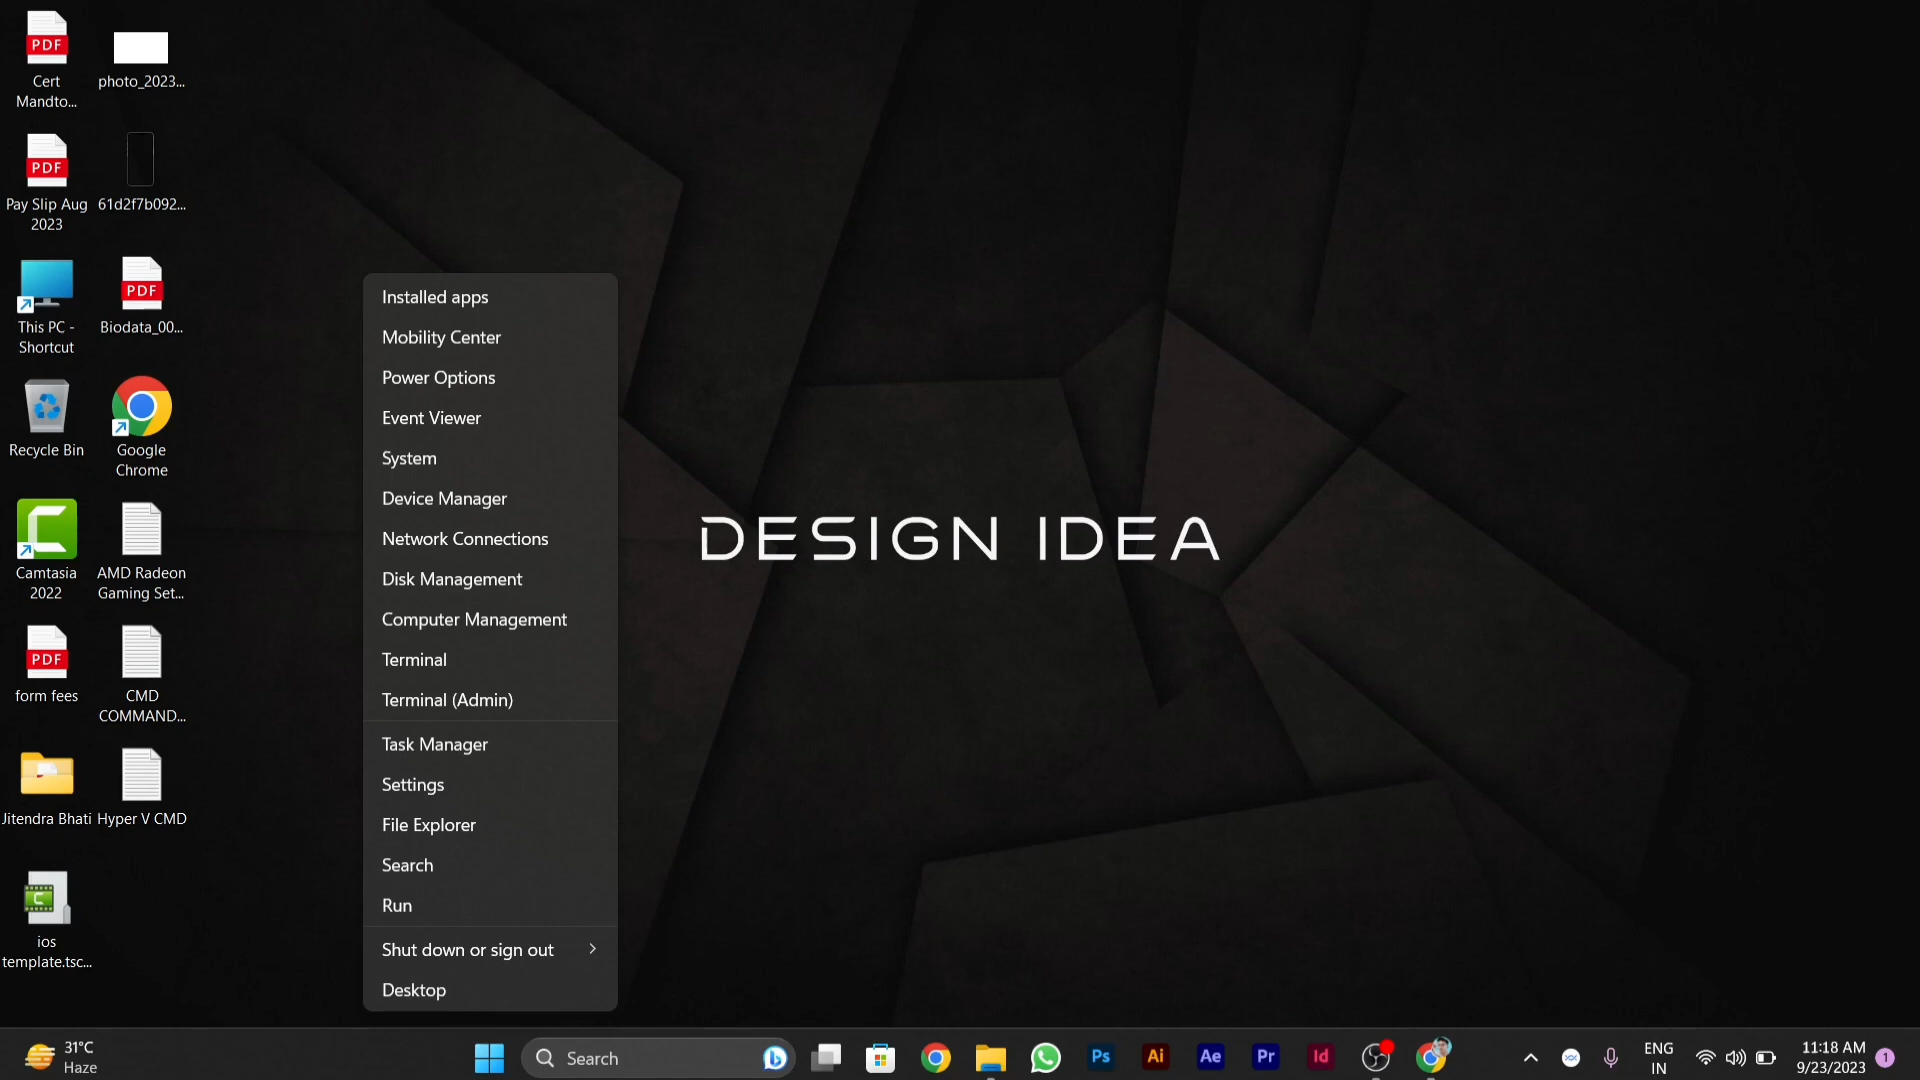 PDF
Cert
Mandto...
photo_2023...
PDF
Pay Slip Aug
2023
61d2f7b092...
This PC -
Shortcut
PDF
Biodata_00...
Recycle Bin
Google
Chrome
Camtasia
2022
AMD Radeon
Gaming Set...
PDF
form fees
CMD
COMMAND...
Jitendra Bhati
Hyper V CMD
ios
template.tsc...
Installed apps
Mobility Center
Power Options
Event Viewer
System
Device Manager
Network Connections
Disk Management
Computer Management
Terminal
Terminal (Admin)
Task Manager
Settings
File Explorer
Search
Run
Shut down or sign out
Desktop
DESIGN IDEA
31°C
Haze
Search
Ps
Ai
Ae
Pr
Id
ENG
IN
11:18 AM
9/23/2023
1